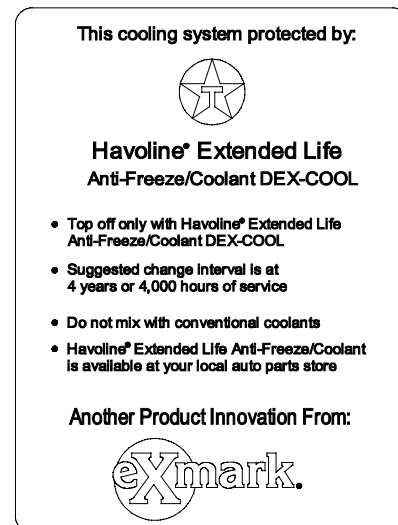 This cooling system protected by:
T
Havoline® Extended Life
Anti-Freeze/Coolant DEX-COOL
• Top off only with Havoline® Extended Life
Anti-Freeze/Coolant DEX-COOL
• Suggested change interval is at
4 years or 4,000 hours of service
• Do not mix with conventional coolants
• Havoline® Extended Life Anti-Freeze/Coolant
is available at your local auto parts store
Another Product Innovation From:
eXmark.